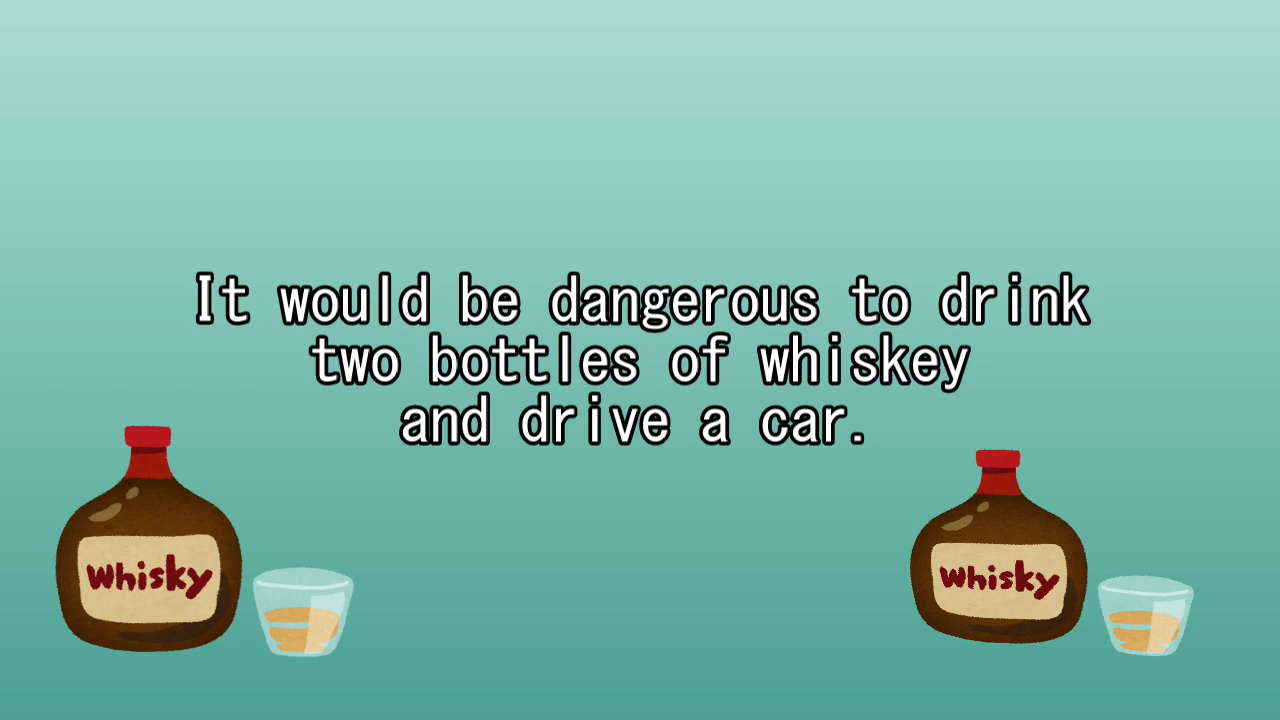 It would be dangerous to drink
two bottles of whiskey
and drive a car.
Whisky
Whisky